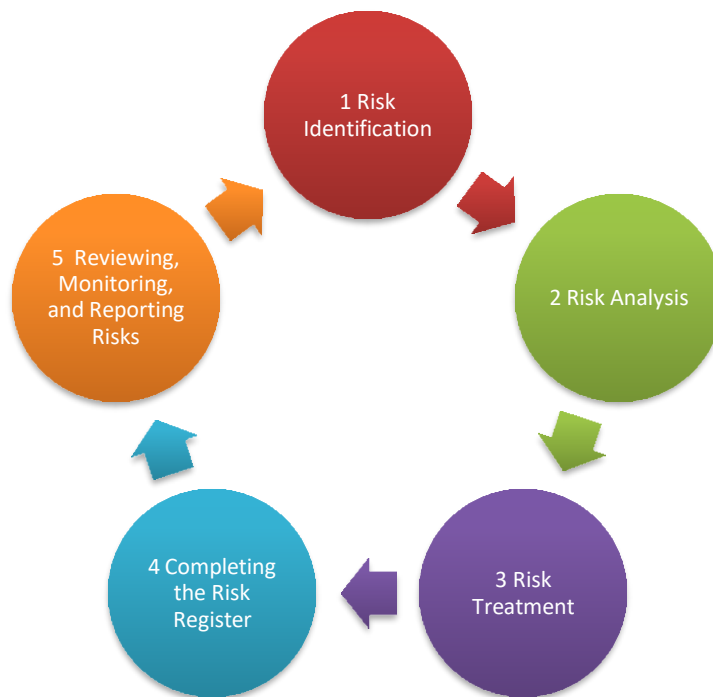 1 Risk
Identification
2 Risk Analysis
3 Risk
Treatment
4 Completing
the Risk
Register
5 Reviewing,
Monitoring,
and Reporting
Risks